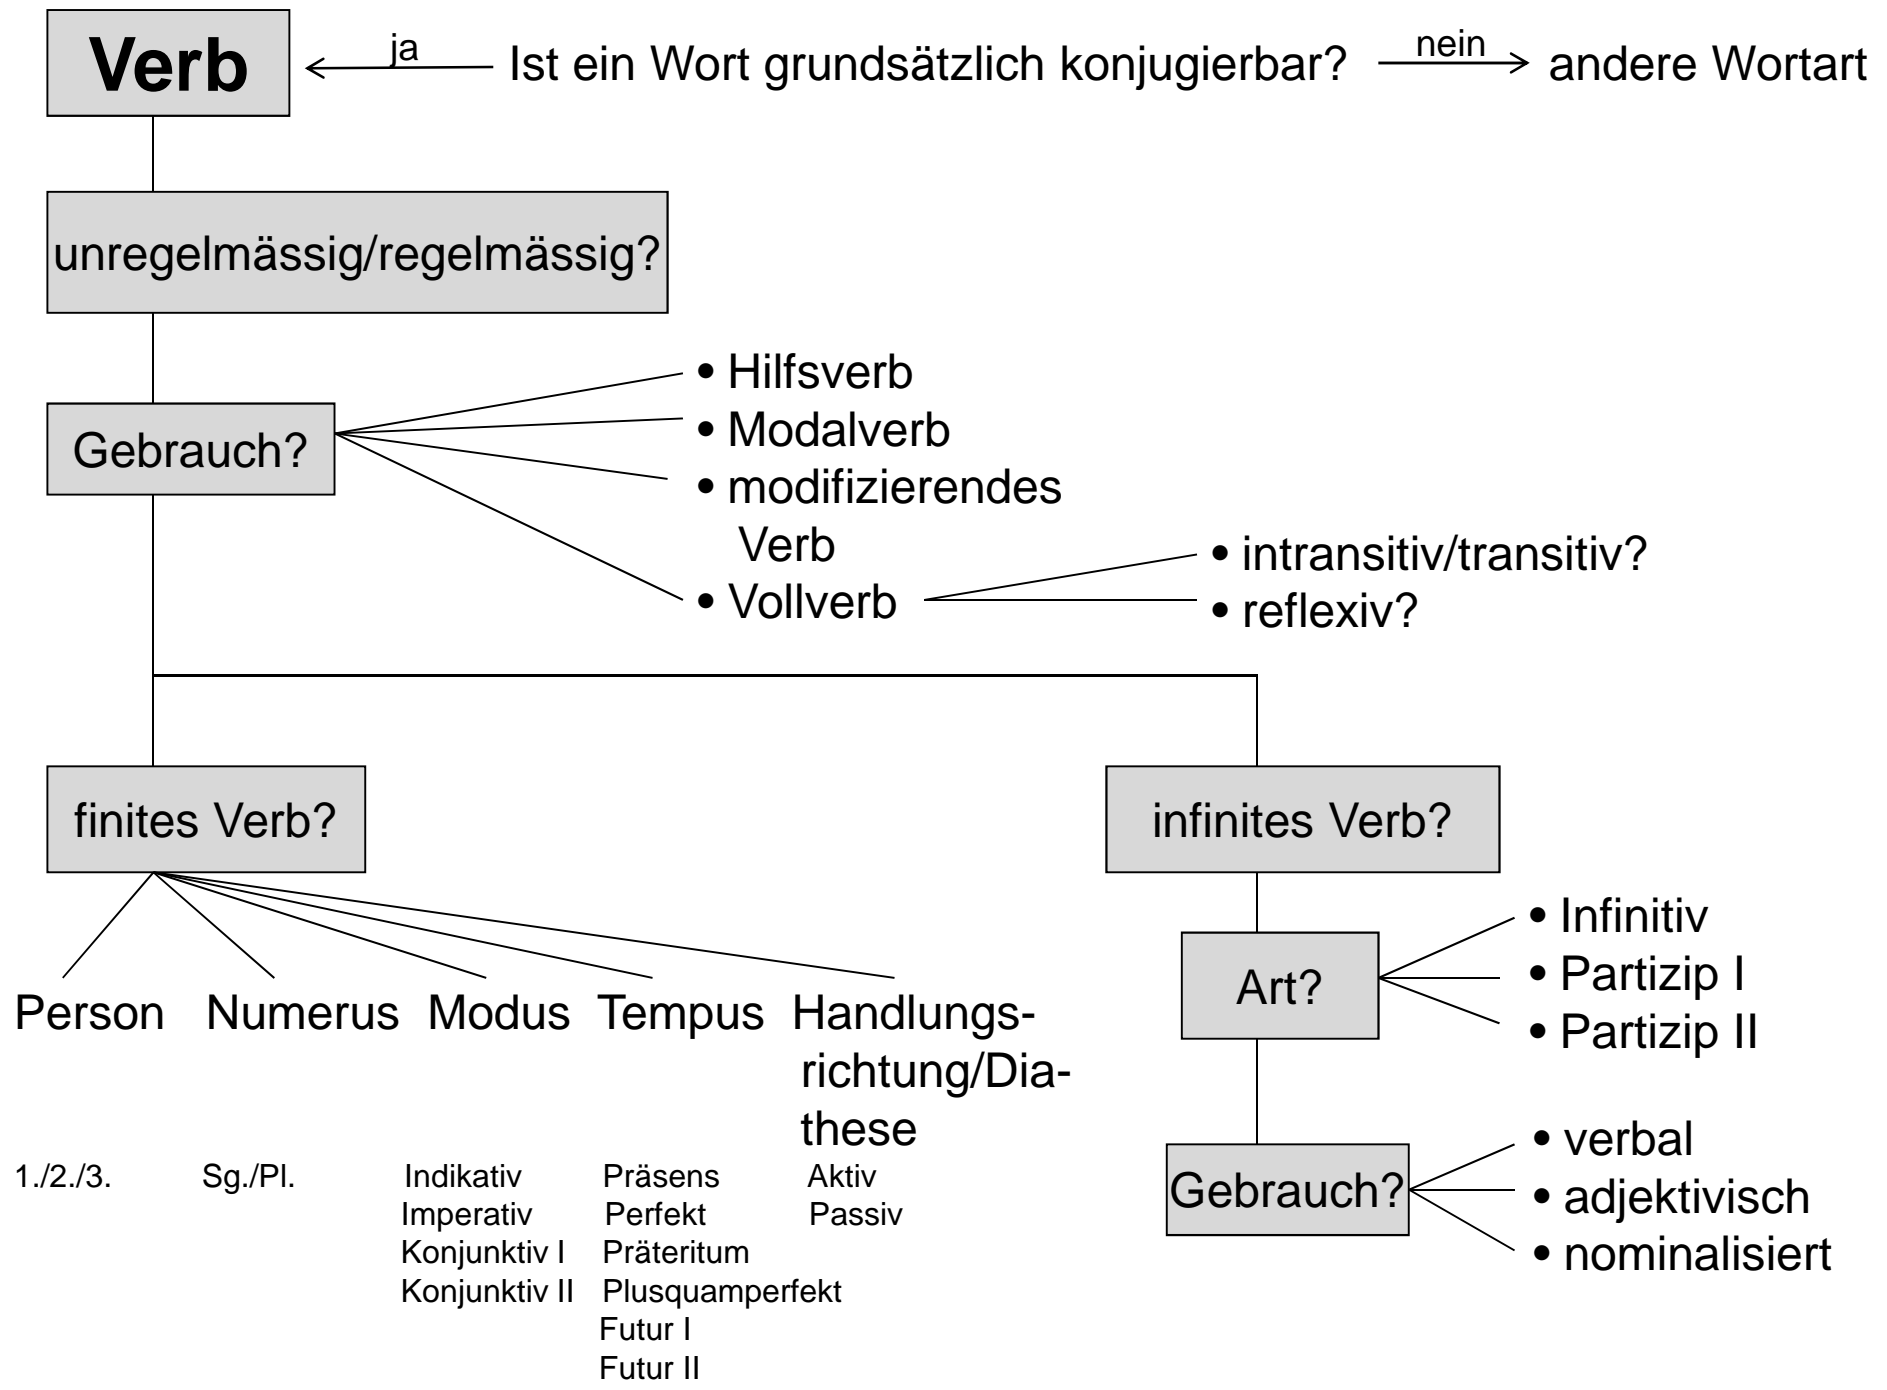 Verb
ja
Ist ein Wort grundsätzlich konjugierbar?
nein
andere Wortart
unregelmässig/regelmässig?
Gebrauch?
• Hilfsverb
• Modalverb
• modifizierendes
Verb
• Vollverb
• intransitiv/transitiv?
• reflexiv?
finites Verb?
Person
Numerus
Modus
Tempus
Handlungs-
richtung/Dia-
these
1./2./3.
Sg./Pl.
Indikativ
Imperativ
Konjunktiv I
Konjunktiv II
Präsens
Perfekt
Präteritum
Plusquamperfekt
Futur I
Futur II
Aktiv
Passiv
infinites Verb?
Art?
• Infinitiv
• Partizip I
• Partizip II
Gebrauch?
• verbal
• adjektivisch
• nominalisiert